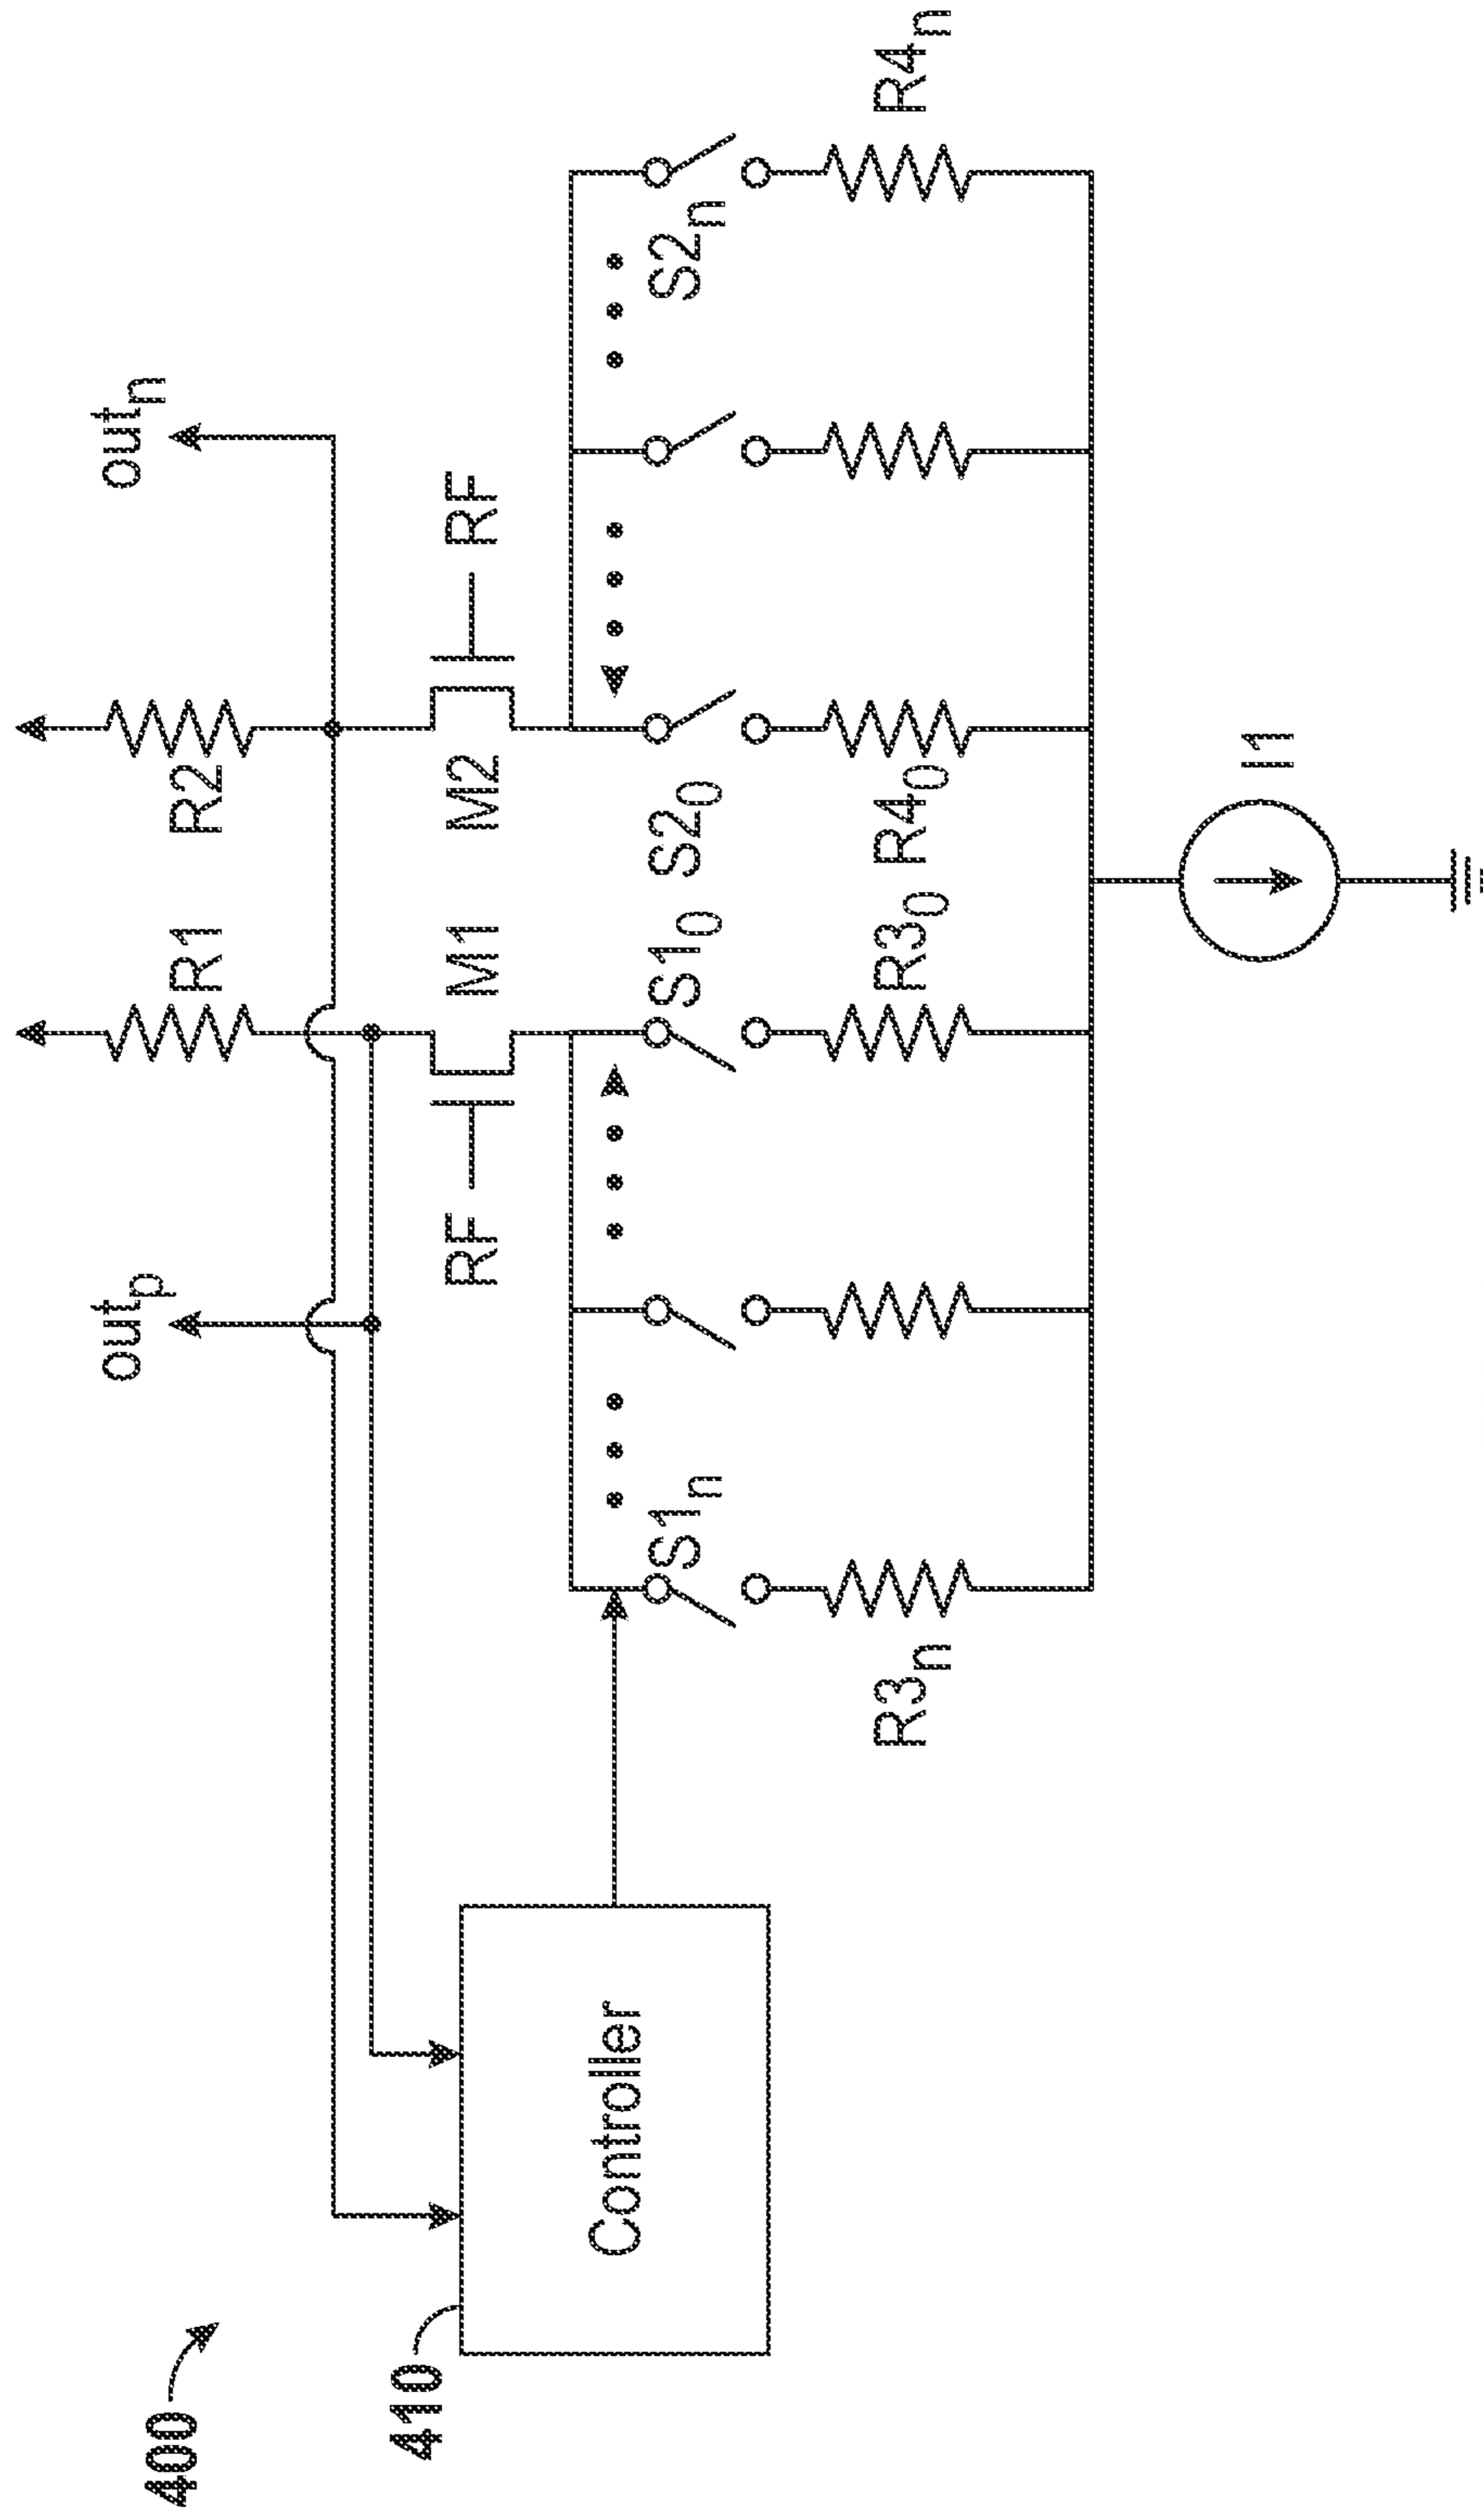 400
out_p
out_n
R1
R2
410
Controller
RF
M1
M2
RF
S1_n
S1_0
S2_0
S2_n
R3_n
R3_0
R4_0
R4_n
I1